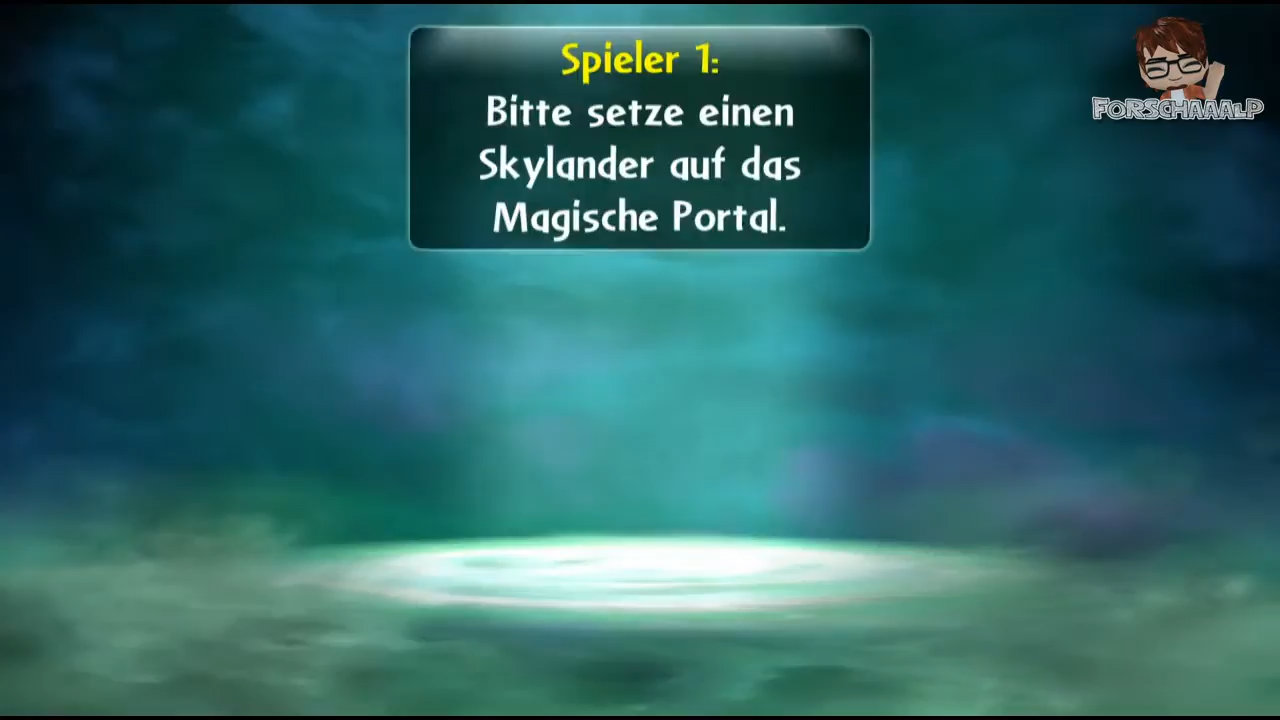 Spieler 1:
Bitte setze einen
Skylander auf das
Magische Portal.
FORSCHAAALP